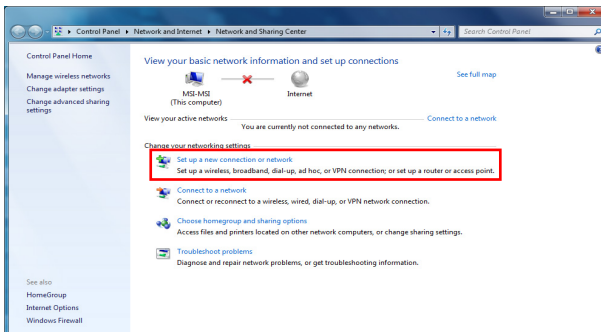 Control Panel ▸ Network and Internet ▸ Network and Sharing Center
Search Control Panel
Control Panel Home
Manage wireless networks
Change adapter settings
Change advanced sharing
settings
See also
HomeGroup
Internet Options
Windows Firewall
View your basic network information and set up connections
See full map
MSI-MSI
(This computer)
Internet
View your active networks
Connect to a network
You are currently not connected to any networks.
Change your networking settings
Set up a new connection or network
Set up a wireless, broadband, dial-up, ad hoc, or VPN connection; or set up a router or access point.
Connect to a network
Connect or reconnect to a wireless, wired, dial-up, or VPN network connection.
Choose homegroup and sharing options
Access files and printers located on other network computers, or change sharing settings.
Troubleshoot problems
Diagnose and repair network problems, or get troubleshooting information.